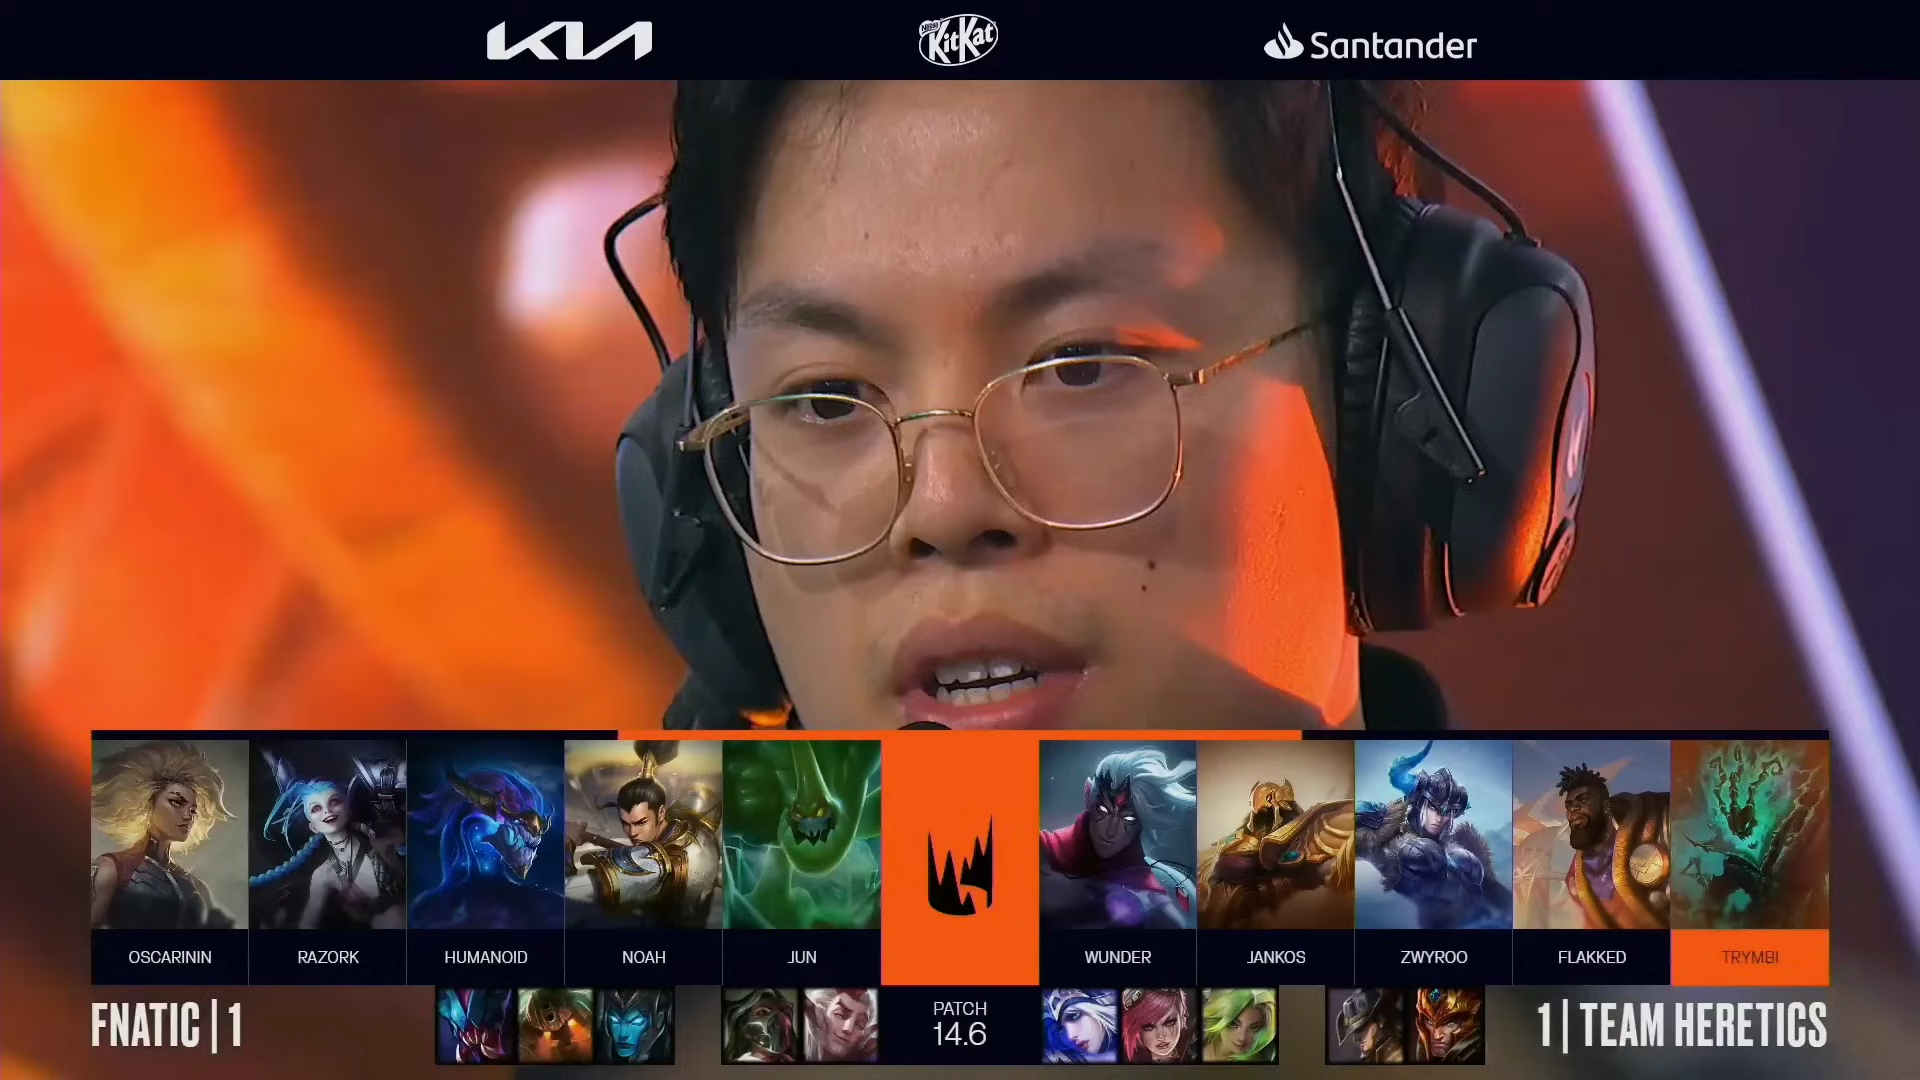 KIA
Nestlé KitKat
Santander
OSCARININ
RAZORK
HUMANOID
NOAH
JUN
WUNDER
JANKOS
ZWYROO
FLAKKED
TRYMBI
FNATIC | 1
PATCH
14.6
1 | TEAM HERETICS